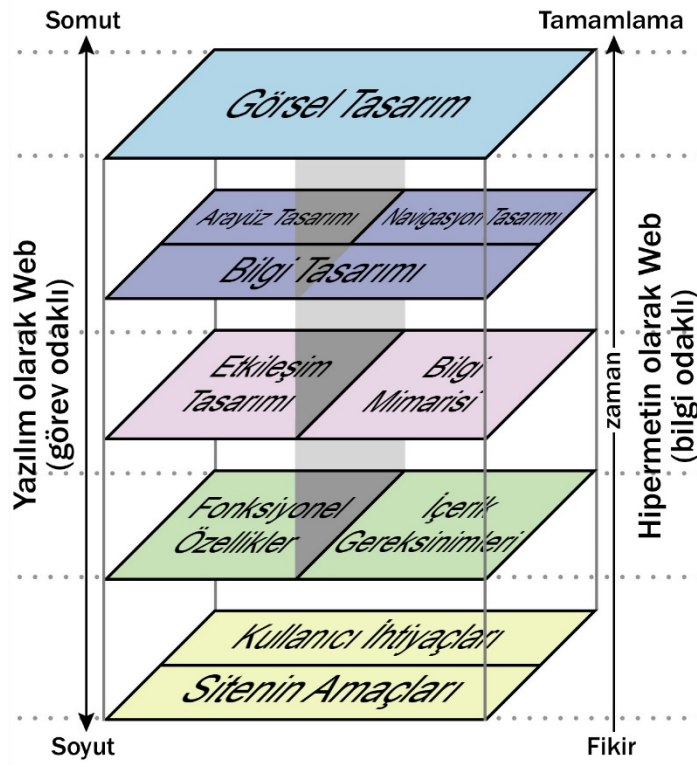 Somut
Tamamlama
Görsel Tasarım
Arayüz Tasarımı
Navigasyon Tasarımı
Bilgi Tasarımı
Yazılım olarak Web
(görev odaklı)
Hipermetin olarak Web
(bilgi odaklı)
zaman
Etkileşim
Tasarımı
Bilgi
Mimarisi
Fonksiyonel
Özellikler
İçerik
Gereksinimleri
Kullanıcı İhtiyaçları
Sitenin Amaçları
Soyut
Fikir